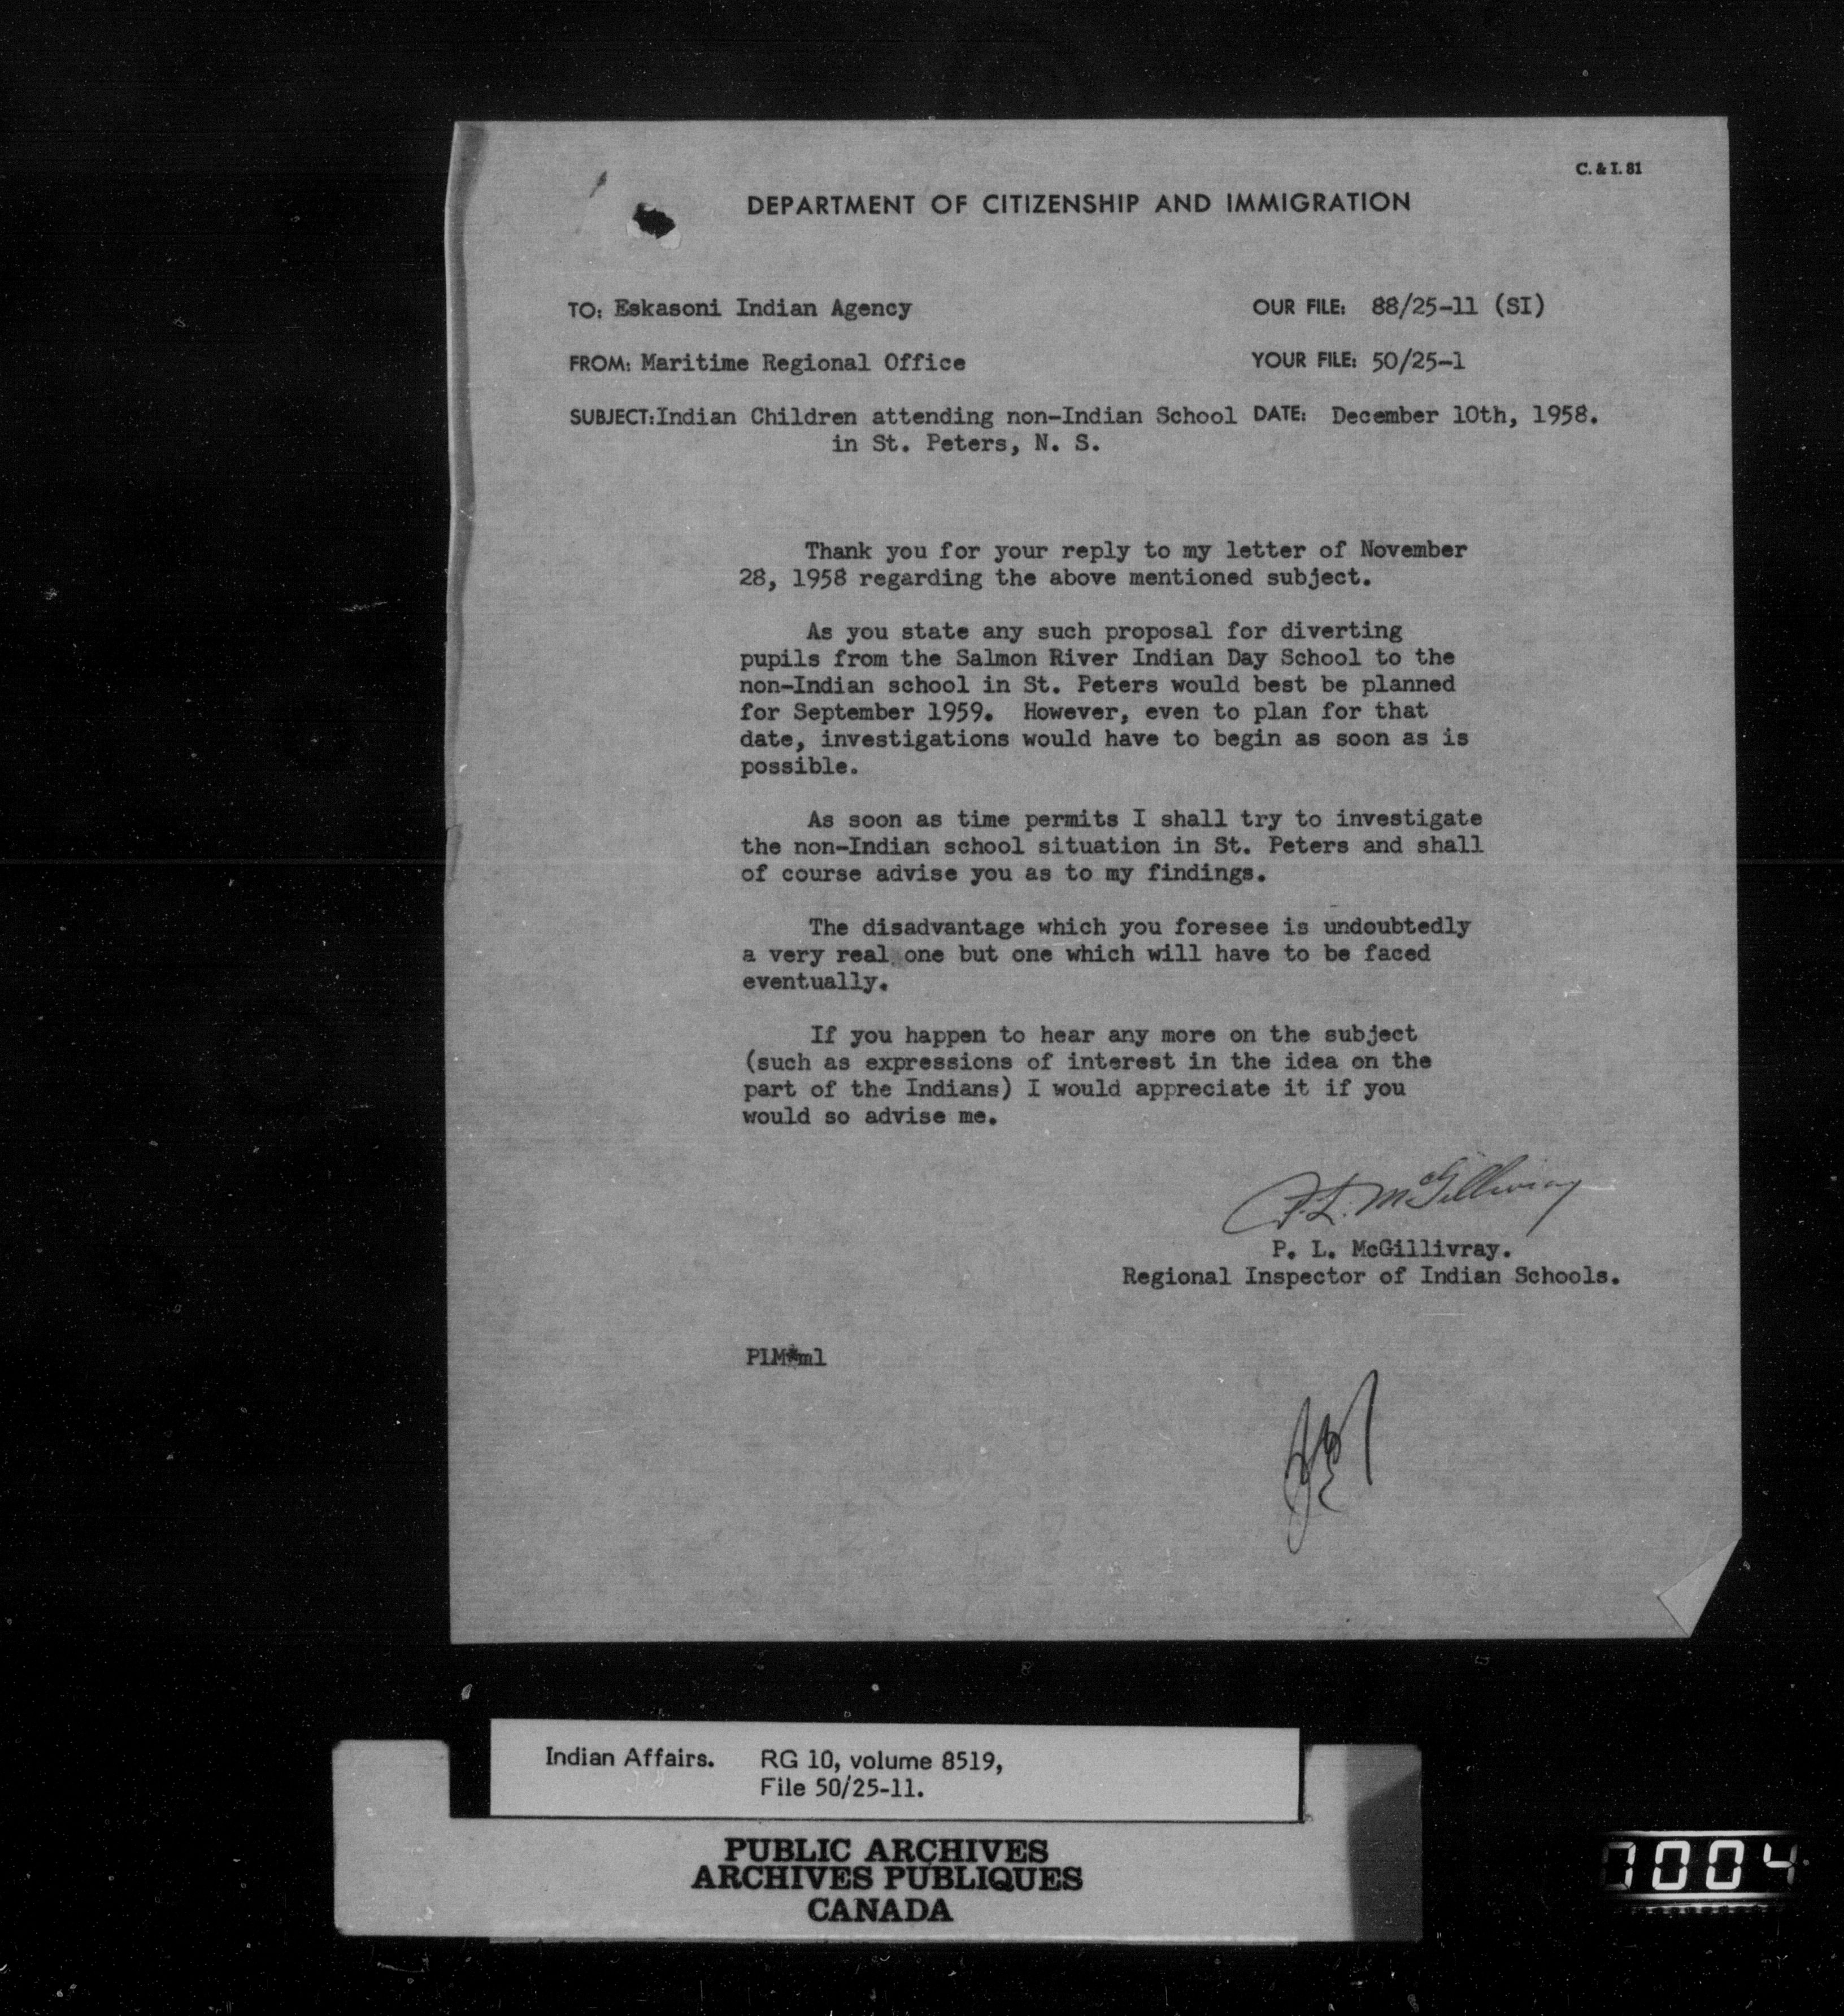 C. & I. 81
DEPARTMENT OF CITIZENSHIP AND IMMIGRATION
TO: Eskasoni Indian Agency OUR FILE: 88/25-11 (SI)
FROM: Maritime Regional Office YOUR FILE: 50/25-1
SUBJECT:Indian Children attending non-Indian School DATE: December 10th, 1958.
in St. Peters, N. S.
Thank you for your reply to my letter of November
28, 1958 regarding the above mentioned subject.
As you state any such proposal for diverting
pupils from the Salmon River Indian Day School to the
non-Indian school in St. Peters would best be planned
for September 1959. However, even to plan for that
date, investigations would have to begin as soon as is
possible.
As soon as time permits I shall try to investigate
the non-Indian school situation in St. Peters and shall
of course advise you as to my findings.
The disadvantage which you foresee is undoubtedly
a very real one but one which will have to be faced
eventually.
If you happen to hear any more on the subject
(such as expressions of interest in the idea on the
part of the Indians) I would appreciate it if you
would so advise me.
P. L. McGillivray
P. L. McGillivray.
Regional Inspector of Indian Schools.
PlM*ml
Indian Affairs. RG 10, volume 8519,
File 50/25-11.
PUBLIC ARCHIVES
ARCHIVES PUBLIQUES
CANADA